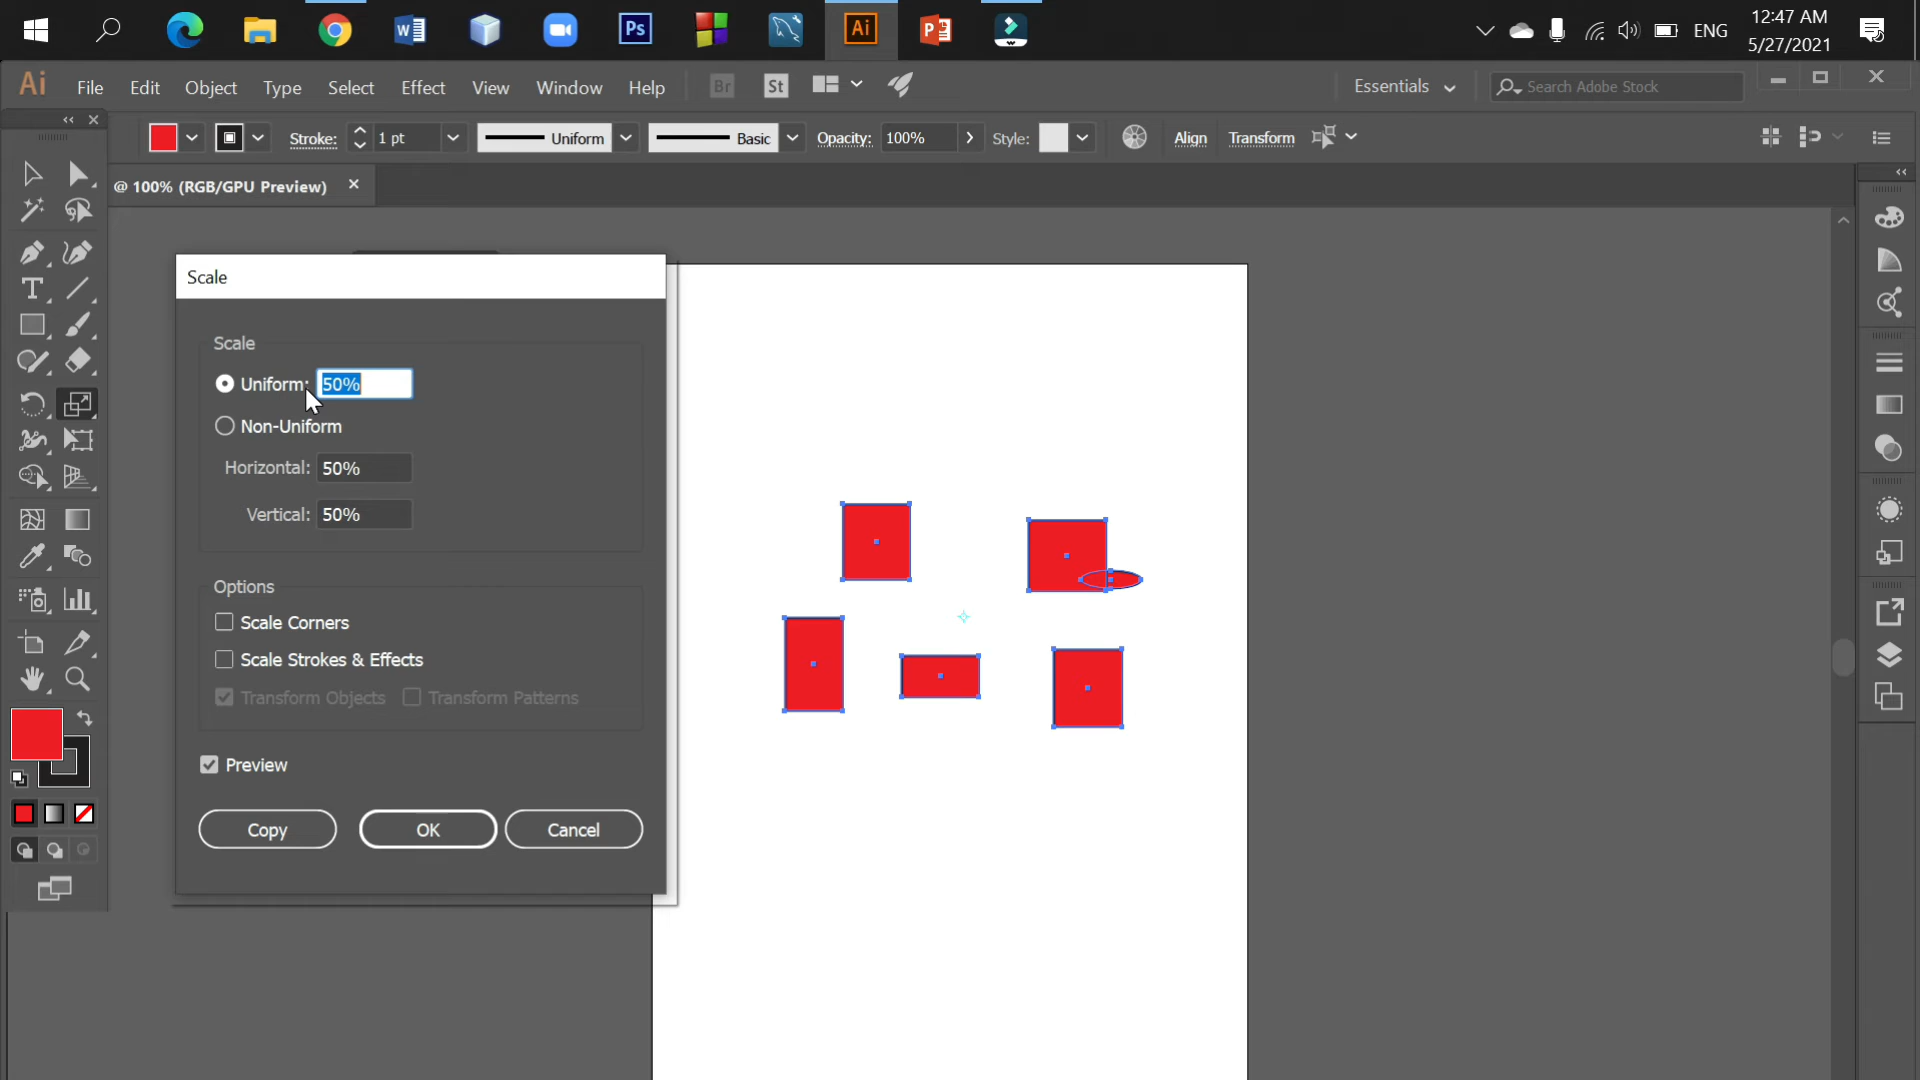 12:47 AM
ENG
5/27/2021
Ai File Edit Object Type Select Effect View Window Help Br St Essentials Search Adobe Stock
Stroke: 1 pt Uniform Basic Opacity: 100% Style: Align Transform
@ 100% (RGB/GPU Preview)
Scale
Scale
Uniform: 50%
Non-Uniform
Horizontal: 50%
Vertical: 50%
Options
Scale Corners
Scale Strokes & Effects
Transform Objects Transform Patterns
Preview
Copy OK Cancel